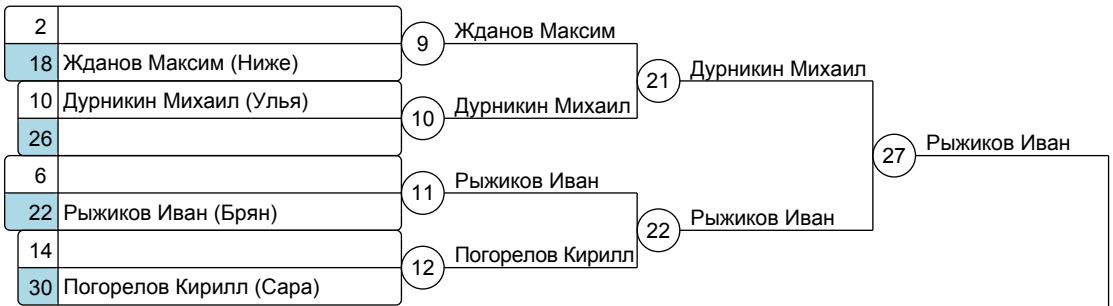 2
9
Жданов Максим
18 Жданов Максим (Ниже)
21
Дурникин Михаил
10 Дурникин Михаил (Улья)
10
Дурникин Михаил
26
27
Рыжиков Иван
6
11
Рыжиков Иван
22 Рыжиков Иван (Брян)
22
Рыжиков Иван
14
12
Погорелов Кирилл
30 Погорелов Кирилл (Сара)